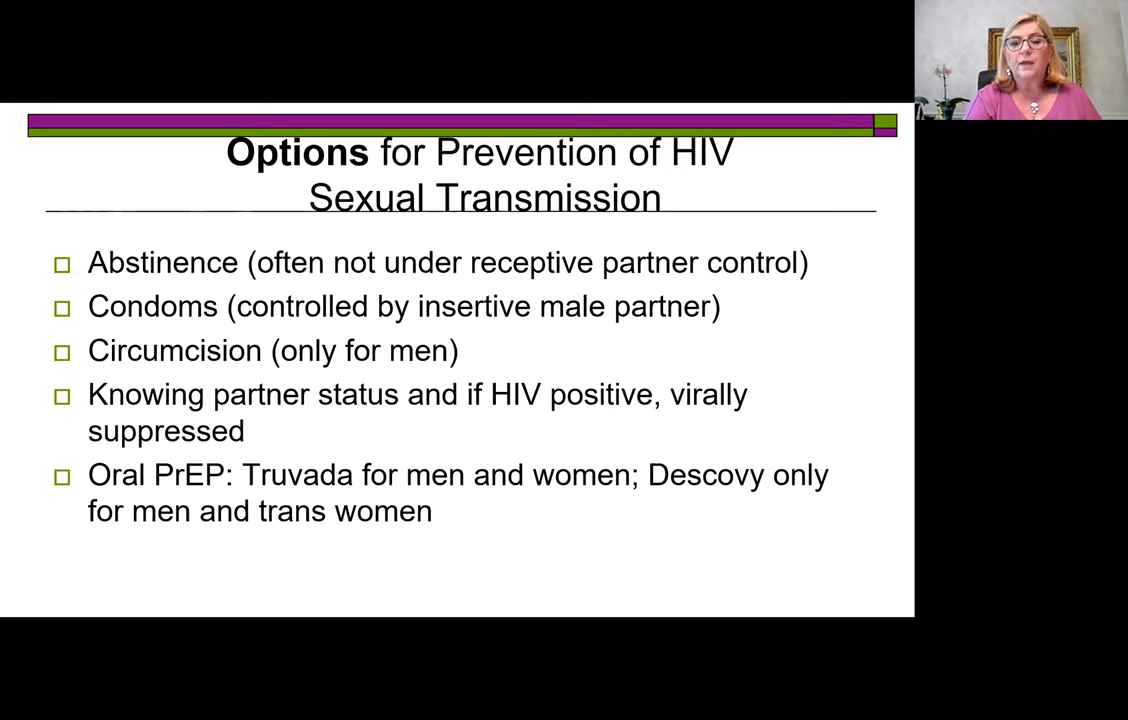 Options for Prevention of HIV
Sexual Transmission
Abstinence (often not under receptive partner control)
Condoms (controlled by insertive male partner)
Circumcision (only for men)
Knowing partner status and if HIV positive, virally
suppressed
Oral PrEP: Truvada for men and women; Descovy only
for men and trans women